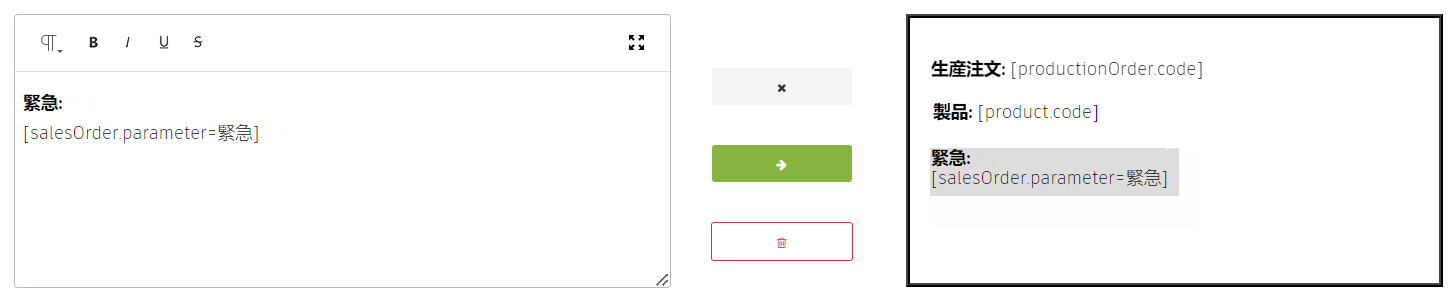 B I U S
緊急:
[salesOrder.parameter=緊急]
生産注文: [productionOrder.code]
製品: [product.code]
緊急:
[salesOrder.parameter=緊急]